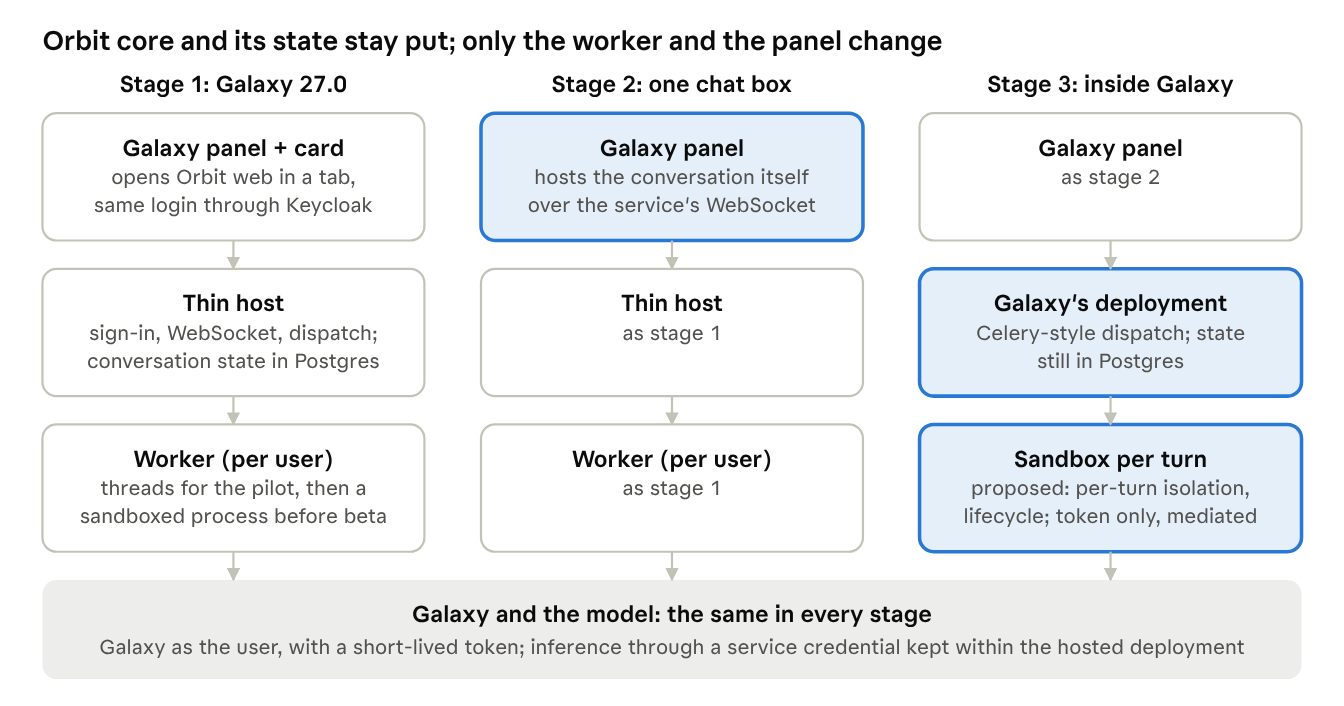 Orbit core and its state stay put; only the worker and the panel change
Stage 1: Galaxy 27.0
Galaxy panel + card
opens Orbit web in a tab,
same login through Keycloak
Thin host
sign-in, WebSocket, dispatch;
conversation state in Postgres
Worker (per user)
threads for the pilot, then a
sandboxed process before beta
Stage 2: one chat box
Galaxy panel
hosts the conversation itself
over the service's WebSocket
Thin host
as stage 1
Worker (per user)
as stage 1
Stage 3: inside Galaxy
Galaxy panel
as stage 2
Galaxy's deployment
Celery-style dispatch; state
still in Postgres
Sandbox per turn
proposed: per-turn isolation,
lifecycle; token only, mediated
Galaxy and the model: the same in every stage
Galaxy as the user, with a short-lived token; inference through a service credential kept within the hosted deployment